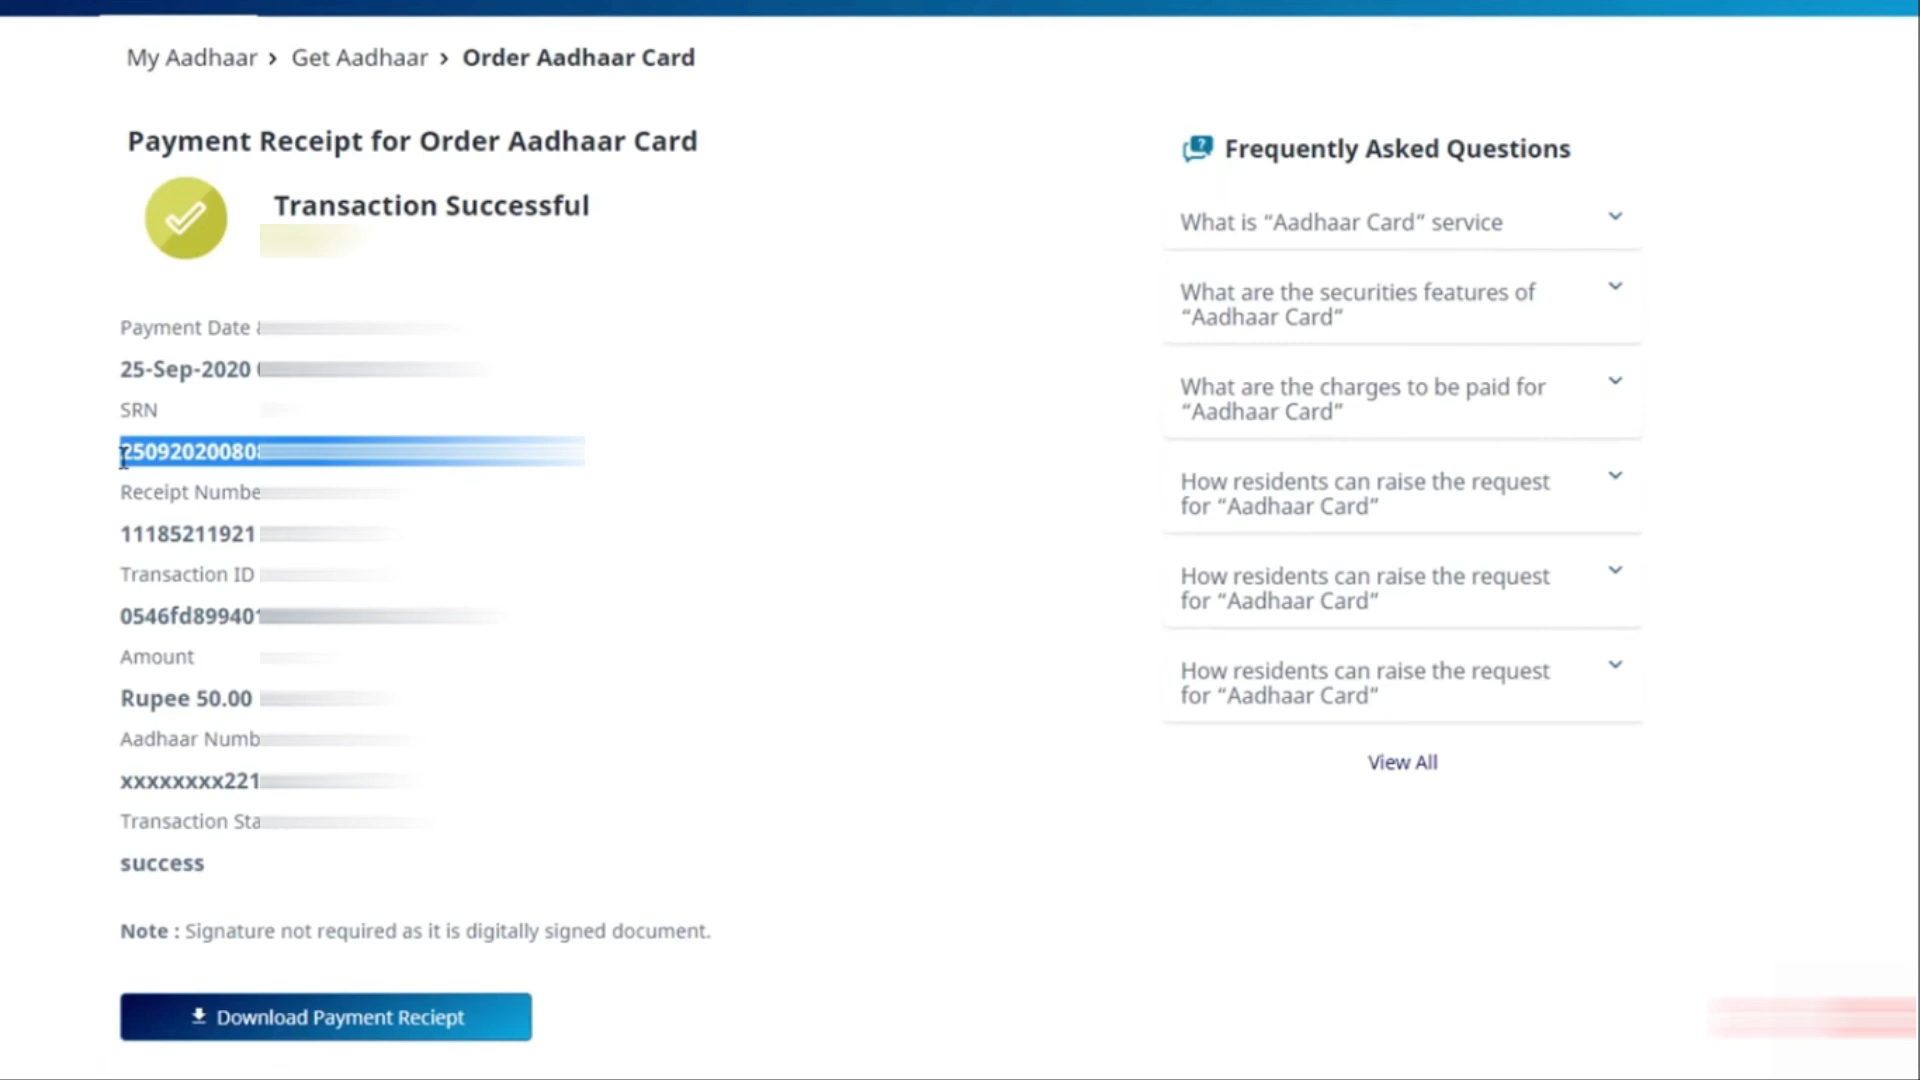 My Aadhaar › Get Aadhaar › Order Aadhaar Card
Payment Receipt for Order Aadhaar Card
Transaction Successful
Payment Date
25-Sep-2020
SRN
250920200808
Receipt Numbe
11185211921
Transaction ID
0546fd899401
Amount
Rupee 50.00
Aadhaar Numb
xxxxxxxx221
Transaction Sta
success
Note : Signature not required as it is digitally signed document.
Download Payment Reciept
Frequently Asked Questions
What is “Aadhaar Card” service
What are the securities features of
“Aadhaar Card”
What are the charges to be paid for
“Aadhaar Card”
How residents can raise the request
for “Aadhaar Card”
How residents can raise the request
for “Aadhaar Card”
How residents can raise the request
for “Aadhaar Card”
View All